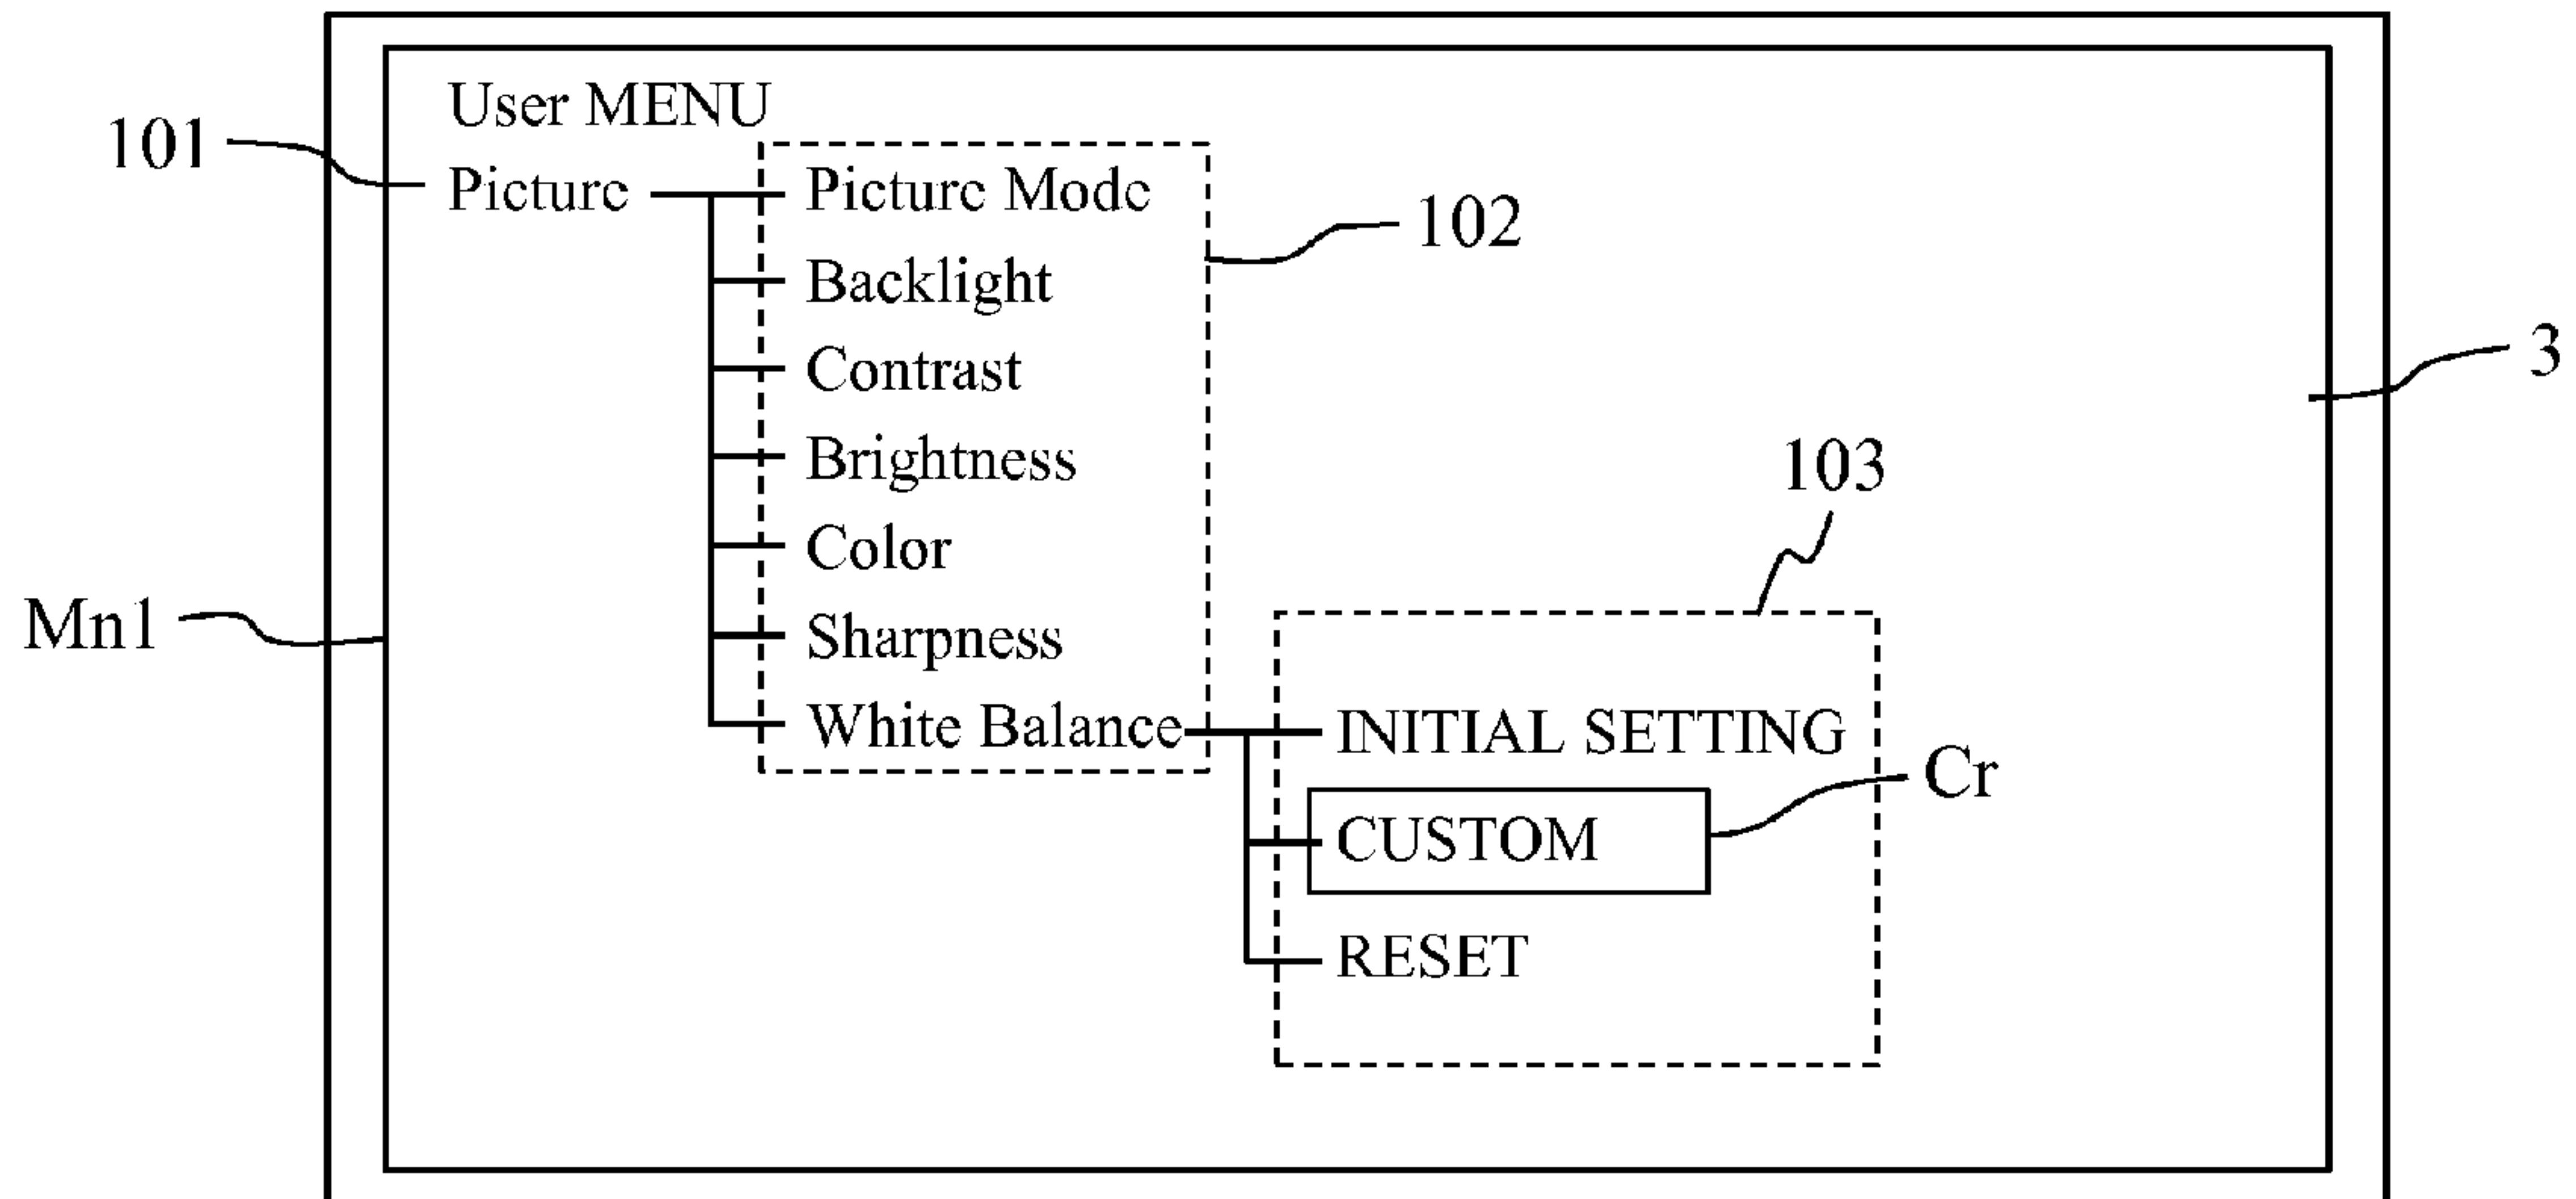 User MENU
101
Picture
Picture Mode
102
Backlight
Contrast
3
Brightness
103
Color
Mn1
Sharpness
White Balance
INITIAL SETTING
Cr
CUSTOM
RESET